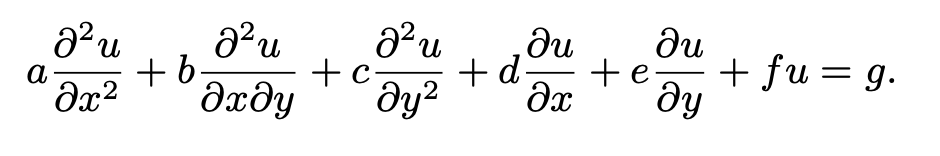 a ∂²u/∂x² + b ∂²u/∂x∂y + c ∂²u/∂y² + d ∂u/∂x + e ∂u/∂y + fu = g.